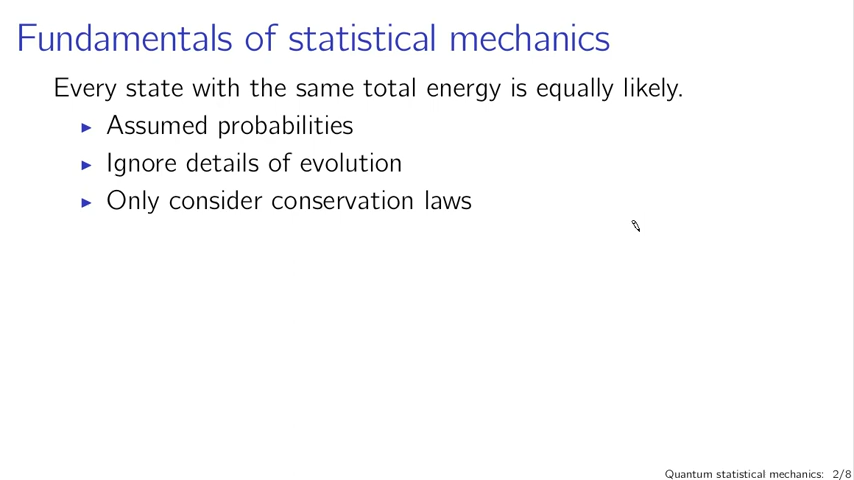 Fundamentals of statistical mechanics
Every state with the same total energy is equally likely.
▶ Assumed probabilities
▶ Ignore details of evolution
▶ Only consider conservation laws
Quantum statistical mechanics: 2/8